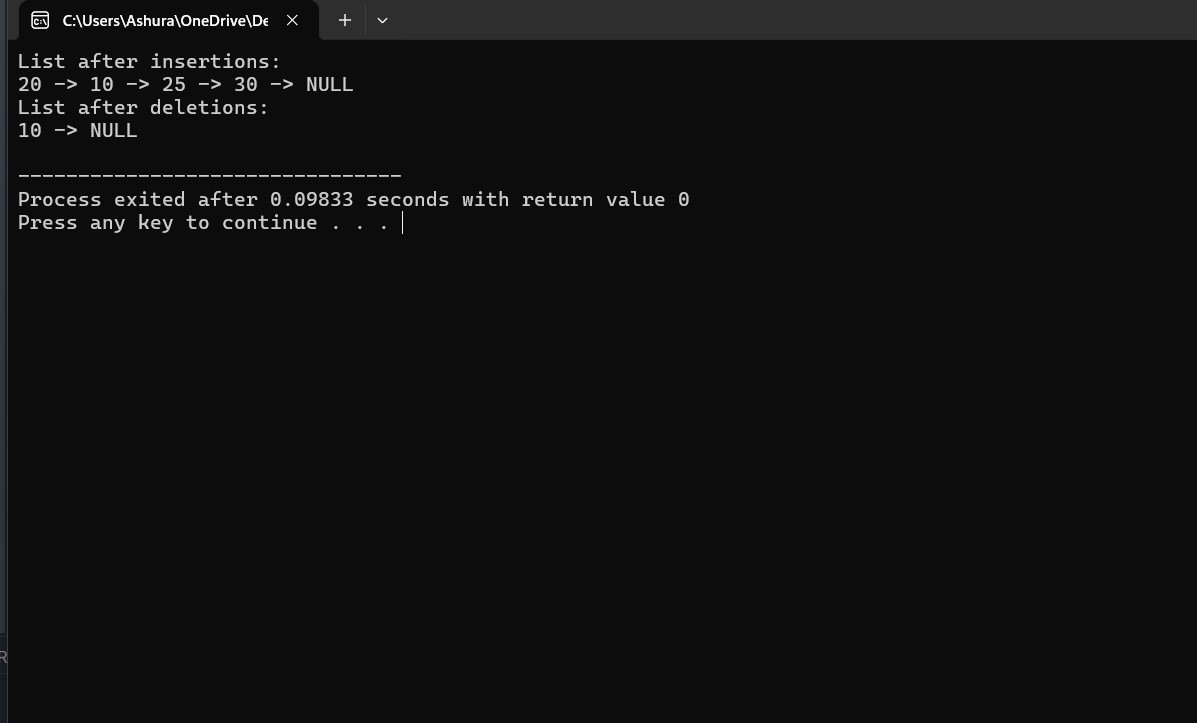 C:\Users\Ashura\OneDrive\De
List after insertions:
20 -> 10 -> 25 -> 30 -> NULL
List after deletions:
10 -> NULL
--------------------------------
Process exited after 0.09833 seconds with return value 0
Press any key to continue . . .
R